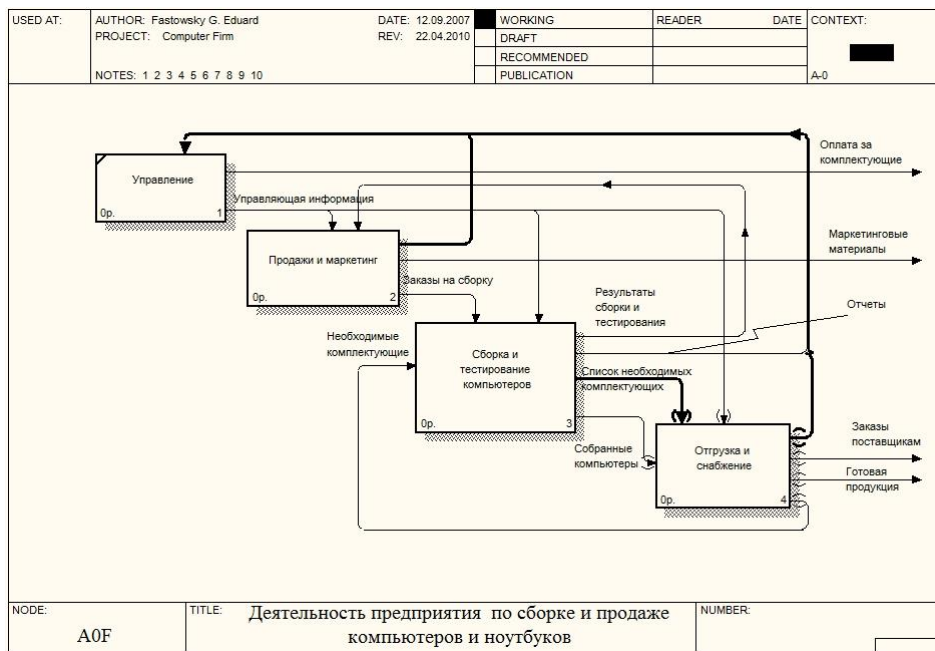 USED AT:
AUTHOR: Fastowsky G. Eduard
DATE: 12.09.2007
PROJECT: Computer Firm
REV: 22.04.2010
NOTES: 1 2 3 4 5 6 7 8 9 10
WORKING
DRAFT
RECOMMENDED
PUBLICATION
READER
DATE
CONTEXT:
A-0
Оплата за
комплектующие
Управление
0р.
1
Управляющая информация
Маркетинговые
материалы
Продажи и маркетинг
0р.
2
Заказы на сборку
Результаты
сборки и
тестирования
Отчеты
Необходимые
комплектующие
Сборка и
тестирование
компьютеров
0р.
3
Список необходимых
комплектующих
Собранные
компьютеры
Отгрузка и
снабжение
0р.
4
Заказы
поставщикам
Готовая
продукция
NODE:
A0F
TITLE:
Деятельность предприятия по сборке и продаже
компьютеров и ноутбуков
NUMBER: